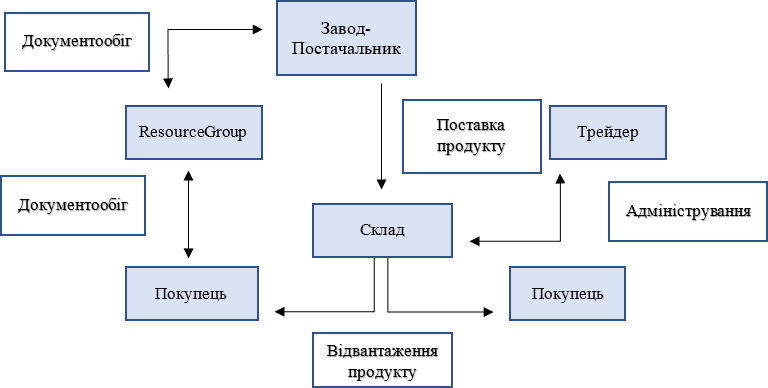 Документообіг
Завод-
Постачальник
ResourceGroup
Поставка
продукту
Трейдер
Документообіг
Склад
Адміністрування
Покупець
Покупець
Відвантаження
продукту